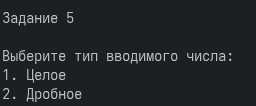 Задание 5
Выберите тип вводимого числа:
1. Целое
2. Дробное